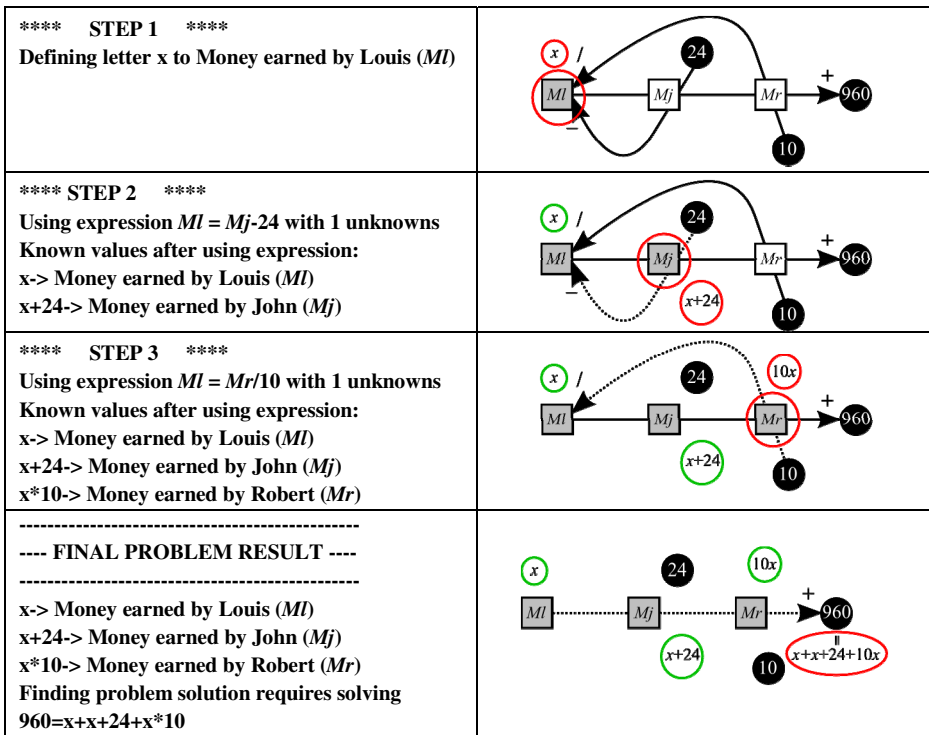 **** STEP 1 ****
Defining letter x to Money earned by Louis (Ml)
x /
24
Ml
Mj
Mr
+
960
−
10
**** STEP 2 ****
Using expression Ml = Mj-24 with 1 unknowns
Known values after using expression:
x-> Money earned by Louis (Ml)
x+24-> Money earned by John (Mj)
x /
24
Ml
Mj
Mr
+
960
−
x+24
10
**** STEP 3 ****
Using expression Ml = Mr/10 with 1 unknowns
Known values after using expression:
x-> Money earned by Louis (Ml)
x+24-> Money earned by John (Mj)
x*10-> Money earned by Robert (Mr)
x /
24
10x
Ml
Mj
Mr
+
960
x+24
10
-------------------------------------------------
---- FINAL PROBLEM RESULT ----
-------------------------------------------------
x-> Money earned by Louis (Ml)
x+24-> Money earned by John (Mj)
x*10-> Money earned by Robert (Mr)
Finding problem solution requires solving
960=x+x+24+x*10
x
24
10x
Ml
Mj
Mr
+
960
=
x+24
10
x+x+24+10x